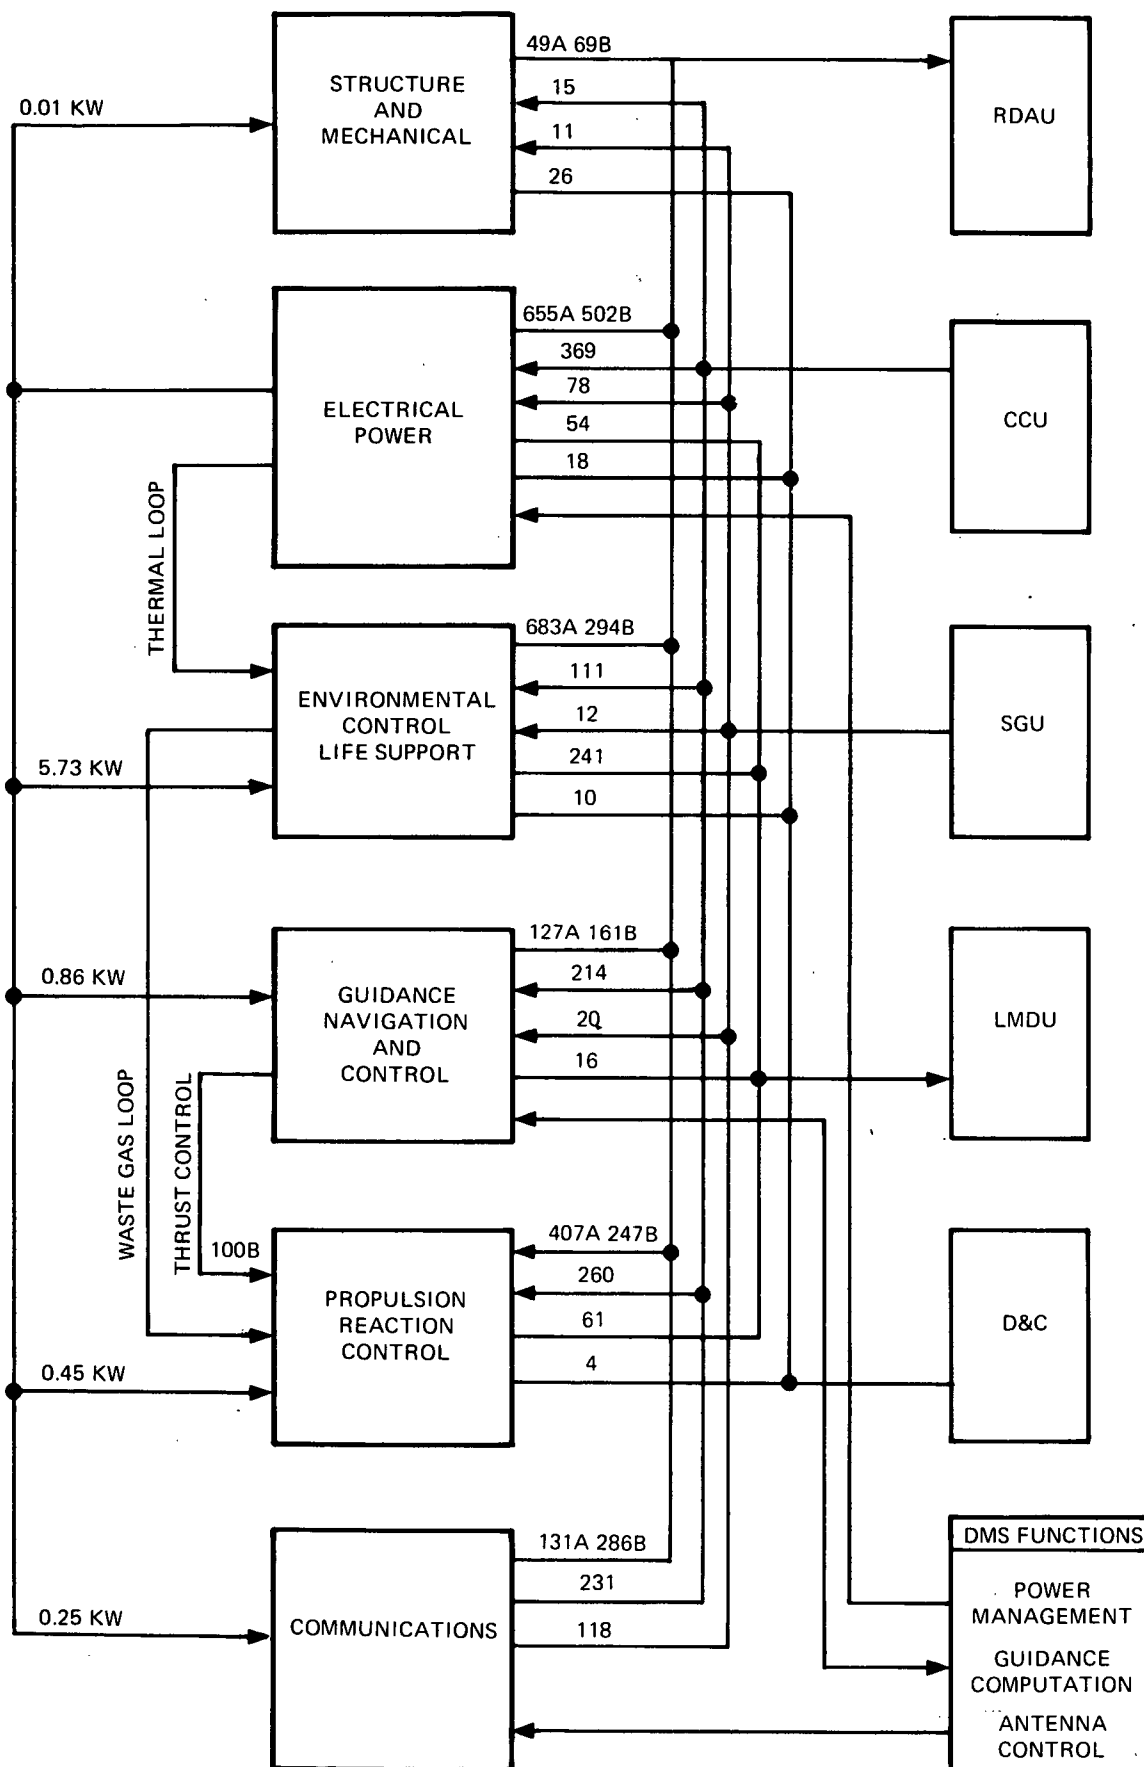 49A 69B
15
11
26
0.01 KW
STRUCTURE
AND
MECHANICAL
RDAU
655A 502B
369
78
54
18
ELECTRICAL
POWER
CCU
THERMAL LOOP
683A 294B
111
12
241
10
ENVIRONMENTAL
CONTROL
LIFE SUPPORT
SGU
5.73 KW
127A 161B
214
20
16
0.86 KW
GUIDANCE
NAVIGATION
AND
CONTROL
LMDU
WASTE GAS LOOP
THRUST CONTROL
100B
407A 247B
260
61
4
PROPULSION
REACTION
CONTROL
D&C
0.45 KW
131A 286B
231
118
0.25 KW
COMMUNICATIONS
DMS FUNCTIONS
POWER
MANAGEMENT
GUIDANCE
COMPUTATION
ANTENNA
CONTROL